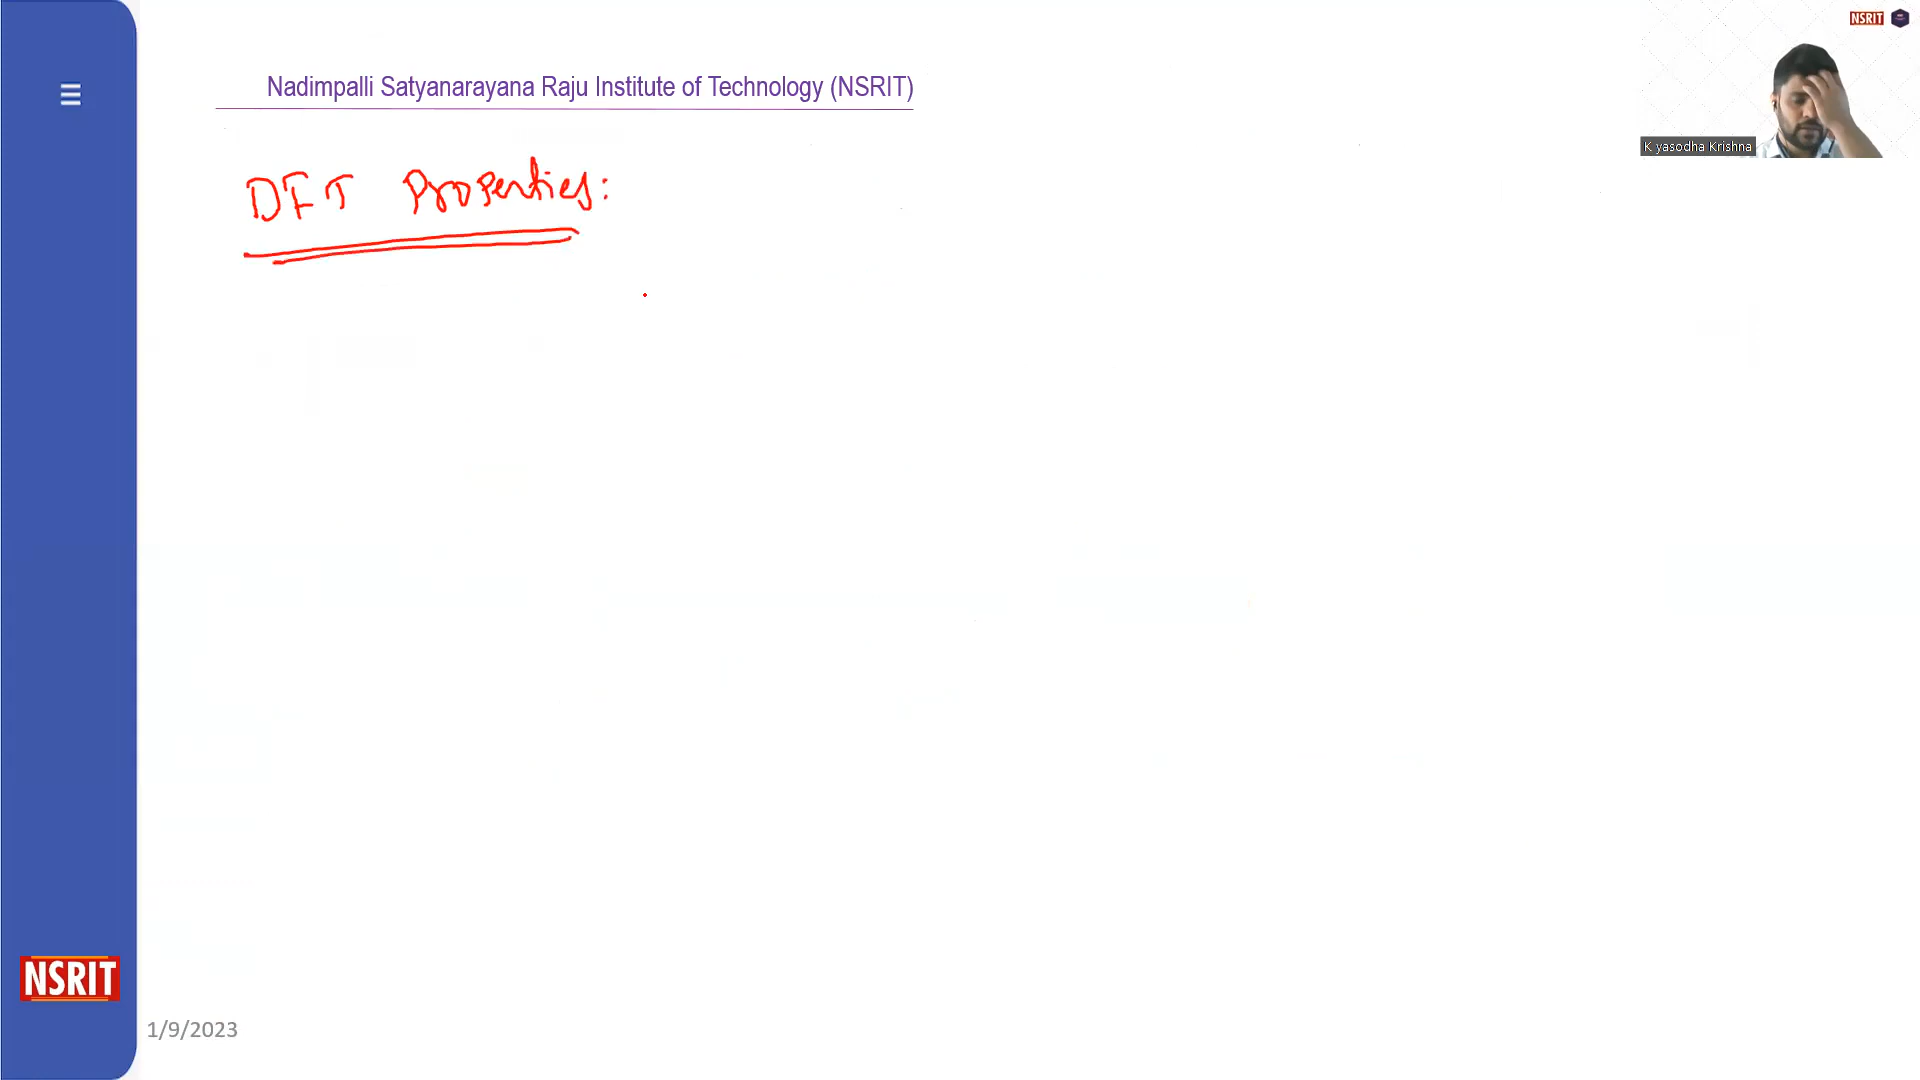 NSRIT
Nadimpalli Satyanarayana Raju Institute of Technology (NSRIT)
K yasodha Krishna
DFT Properties:
NSRIT
1/9/2023